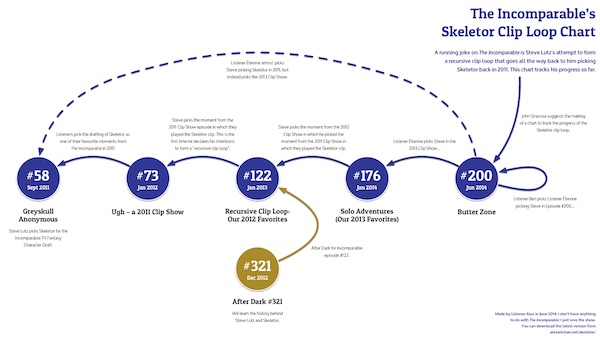 The Incomparable's
Skeletor Clip Loop Chart
A running joke on The Incomparable is Steve Lutz's attempt to form
a recursive clip loop that goes all the way back to him picking
Skeletor back in 2011. This chart tracks his progress so far.
Listener Étienne almost picks
Steve picking Skeletor in 2011, but
instead picks the 2013 Clip Show.
John Siracusa suggests the making
of a chart to track the progress of the
Skeletor clip loop.
Listeners pick the drafting of Skeletor as
one of their favourite moments from
The Incomparable in 2011.
Steve picks the moment from the
2011 Clip Show episode in which they
played the Skeletor clip. This is the
first time he declares his intentions
to form a "recursive clip loop".
Steve picks the moment from the 2012
Clip Show in which he picked the
moment from the 2011 Clip Show in
which they played the Skeletor clip.
Listener Étienne picks Steve in the
2013 Clip Show...
#58
Sept 2011
#73
Jan 2012
#122
Jan 2013
#176
Jan 2014
#200
Jun 2014
Listener Ben picks Listener Étienne
picking Steve in Episode #200...
Greyskull
Anonymous
Steve Lutz picks Skeletor for the
Incomparable TV Fantasy
Character Draft.
Ugh – a 2011 Clip Show
Recursive Clip Loop:
Our 2012 Favorites
Solo Adventures
(Our 2013 Favorites)
Butter Zone
After Dark for Incomparable
episode #122.
#321
Dec 2012
After Dark #321
We learn the history behind
Steve Lutz and Skeletor.
Made by Listener Alex in June 2014. I don't have anything
to do with The Incomparable, I just love the show.
You can download the latest version from